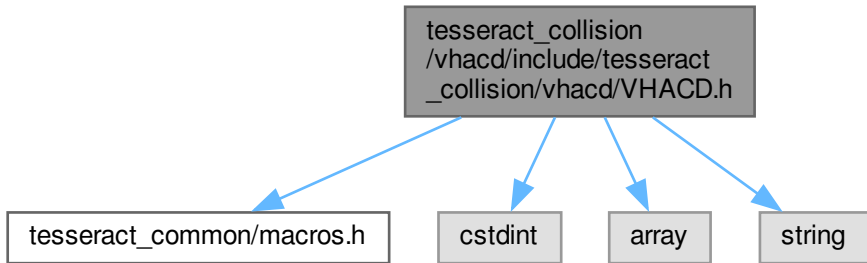 tesseract_collision
/vhacd/include/tesseract
_collision/vhacd/VHACD.h
tesseract_common/macros.h
cstdint
array
string